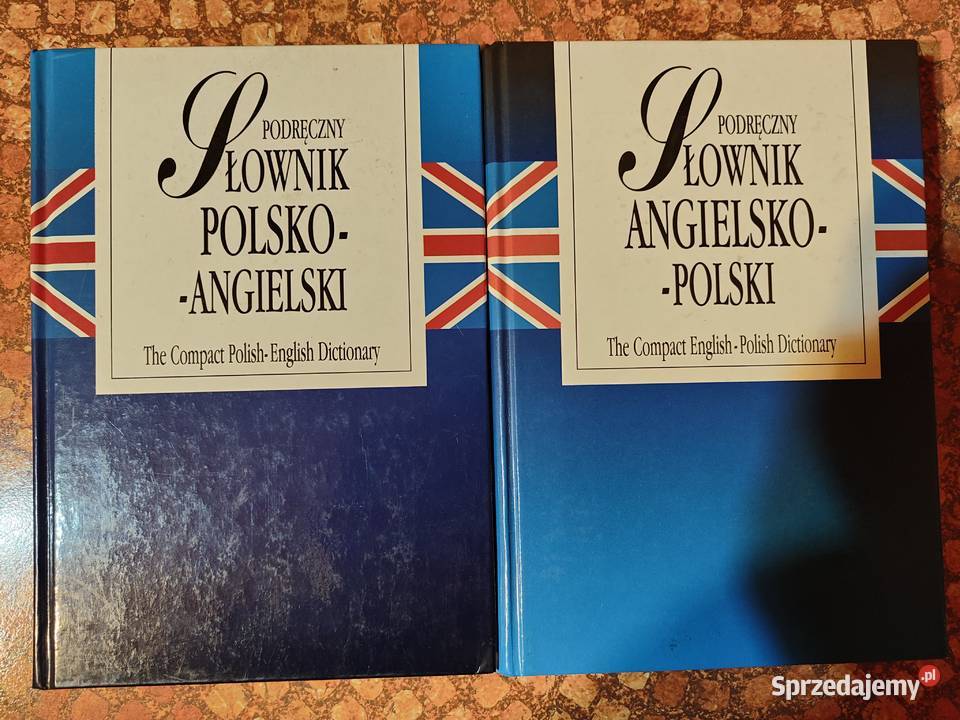 PODRĘCZNY
SŁOWNIK
POLSKO-
-ANGIELSKI
The Compact Polish-English Dictionary
PODRĘCZNY
SŁOWNIK
ANGIELSKO-
-POLSKI
The Compact English-Polish Dictionary
Sprzedajemy.pl